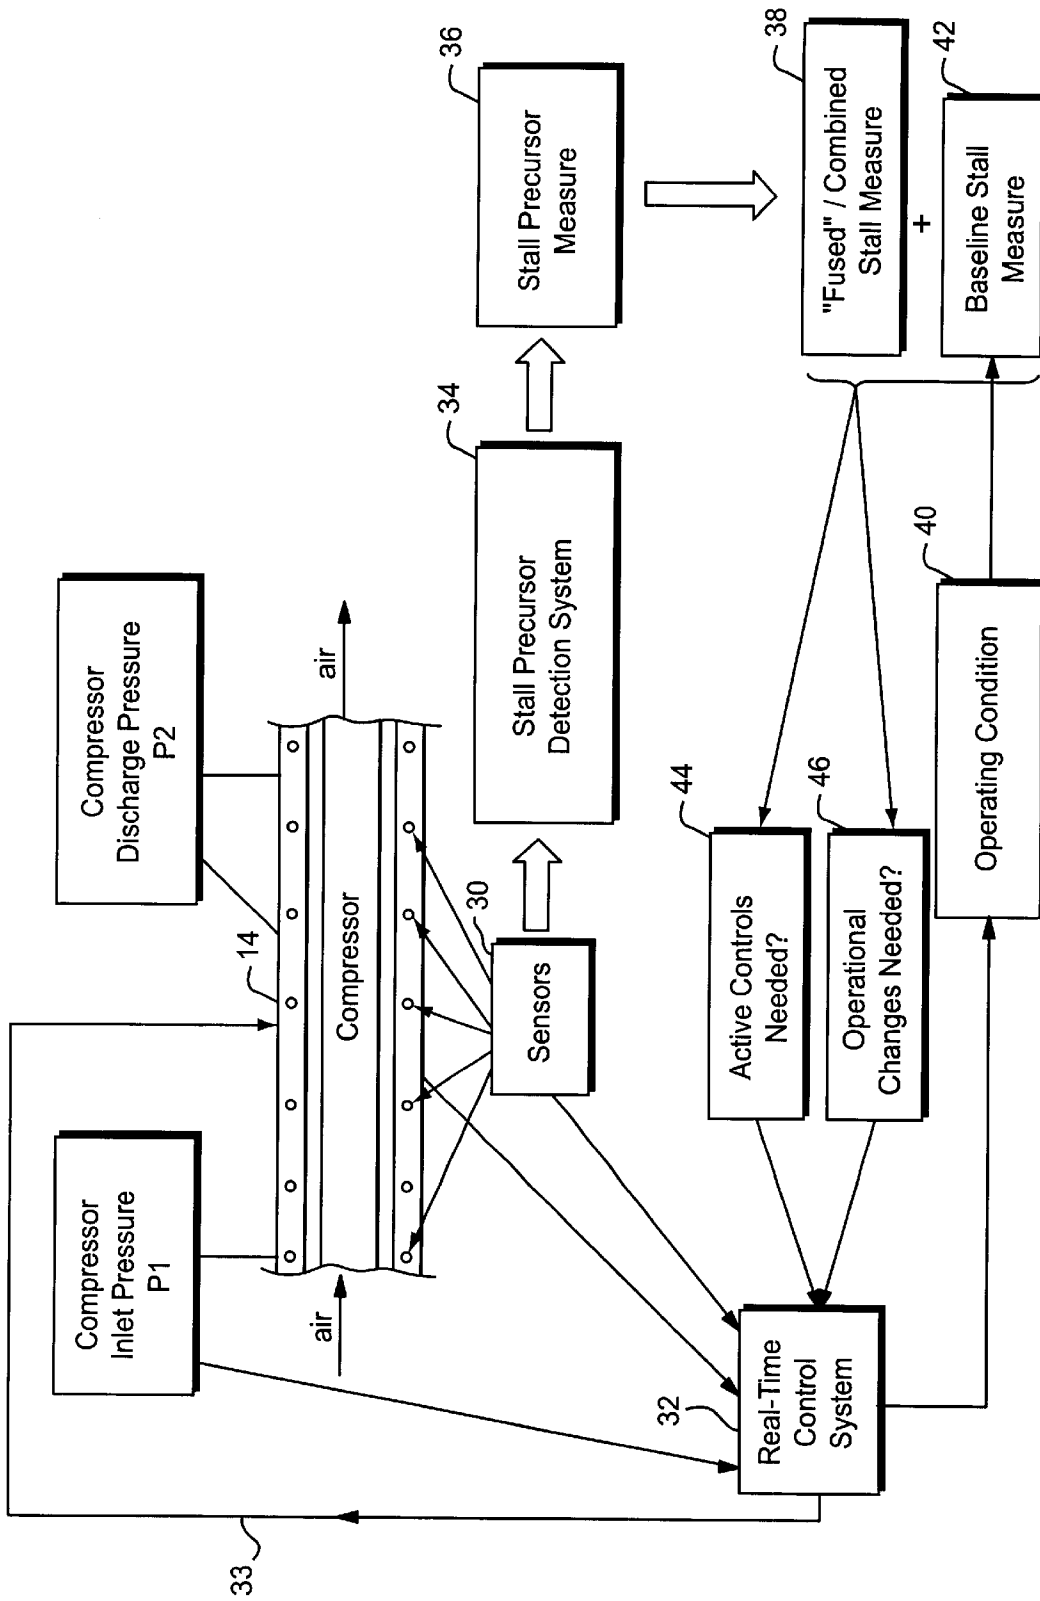 Compressor
Inlet Pressure
P1
Compressor
Discharge Pressure
P2
33
14
air
Compressor
air
30
Sensors
34
Stall Precursor
Detection System
36
Stall Precursor
Measure
32
Real-Time
Control
System
44
Active Controls
Needed?
46
Operational
Changes Needed?
38
"Fused" / Combined
Stall Measure
+
40
Operating Condition
42
Baseline Stall
Measure